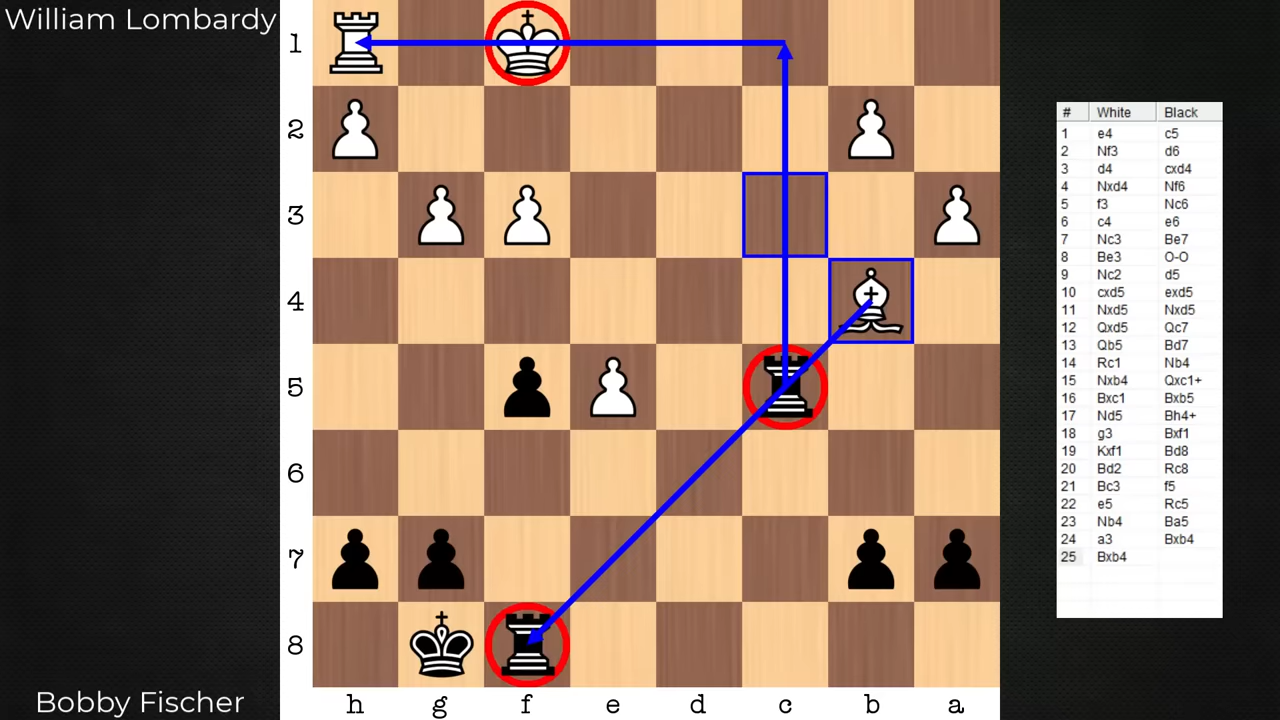 William Lombardy
1
2
3
4
5
6
7
8
h g f e d c b a
Bobby Fischer
# White Black
1 e4 c5
2 Nf3 d6
3 d4 cxd4
4 Nxd4 Nf6
5 f3 Nc6
6 c4 e6
7 Nc3 Be7
8 Be3 O-O
9 Nc2 d5
10 cxd5 exd5
11 Nxd5 Nxd5
12 Qxd5 Qc7
13 Qb5 Bd7
14 Rc1 Nb4
15 Nxb4 Qxc1+
16 Bxc1 Bxb5
17 Nd5 Bh4+
18 g3 Bxf1
19 Kxf1 Bd8
20 Bd2 Rc8
21 Bc3 f5
22 e5 Rc5
23 Nb4 Ba5
24 a3 Bxb4
25 Bxb4